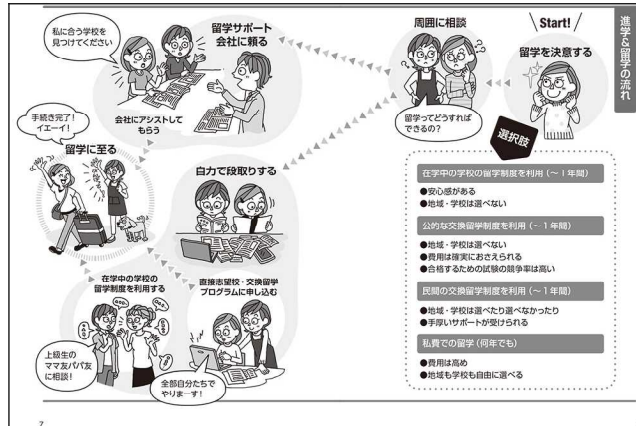 進学&留学の流れ
Start!
留学を決意する
周囲に相談
留学ってどうすれば
できるの?
留学サポート
会社に頼る
私に合う学校を
見つけてください
会社にアシストして
もらう
手続き完了!
イエーイ!
留学に至る
自力で段取りする
在学中の学校の
留学制度を利用する
直接志望校・交換留学
プログラムに申し込む
上級生の
ママ友パパ友
に相談!
全部自分たちで
やりまーす!
選択肢
在学中の学校の留学制度を利用(〜1年間)
●安心感がある
●地域・学校は選べない
公的な交換留学制度を利用(〜1年間)
●地域・学校は選べない
●費用は確実におさえられる
●合格するための試験の競争率は高い
民間の交換留学制度を利用(〜1年間)
●地域・学校は選べたり選べなかったり
●手厚いサポートが受けられる
私費での留学(何年でも)
●費用は高め
●地域も学校も自由に選べる
7